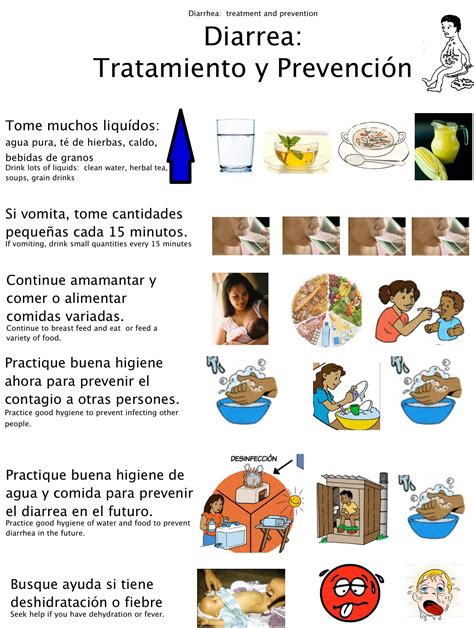 Diarrhea:  treatment and prevention
Diarrea:
Tratamiento y Prevención
Tome muchos liquídos:
agua pura, té de hierbas, caldo,
bebidas de granos
Drink lots of liquids:  clean water, herbal tea,
soups, grain drinks
Si vomita, tome cantidades
pequeñas cada 15 minutos.
If vomiting, drink small quantities every 15 minutes
Continue amamantar y
comer o alimentar
comidas variadas.
Continue to breast feed and eat  or feed a
variety of food.
Practique buena higiene
ahora para prevenir el
contagio a otras persones.
Practice good hygiene to prevent infecting other
people.
DESINFECCIÓN
Practique buena higiene de
agua y comida para prevenir
el diarrea en el futuro.
Practice good hygiene of water and food to prevent
diarrhea in the future.
Busque ayuda si tiene
deshidratación o fiebre
Seek help if you have dehydration or fever.